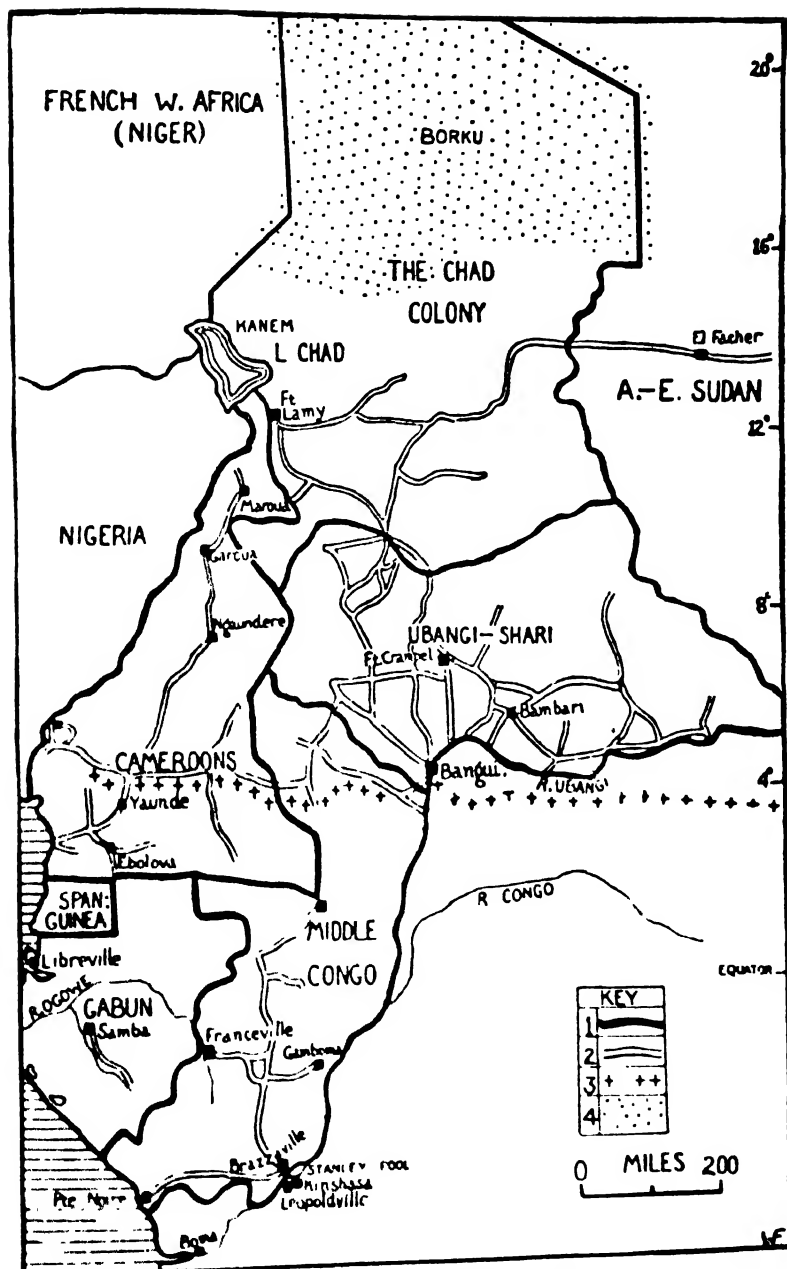 FRENCH W. AFRICA
(NIGER)
BORKU
20°
16°
THE CHAD
COLONY
KANEM
L CHAD
El Facher
A.-E. SUDAN
Ft
Lamy
12°
Maroua
NIGERIA
Garoua
8°
Ngaundere
UBANGI-SHARI
Ft Crampel
Bambari
CAMEROONS
Bangui.
4°
R. UBANGI
Yaunde
Ebolowa
SPAN:
GUINEA
R CONGO
MIDDLE
CONGO
Libreville
EQUATOR
R. OGOWE
GABUN
Samba
Franceville
Gamboma
KEY
1
2
3
4
Brazzaville
STANLEY POOL
Kinshasa
Leopoldville
0 MILES 200
Pte Noire
Boma